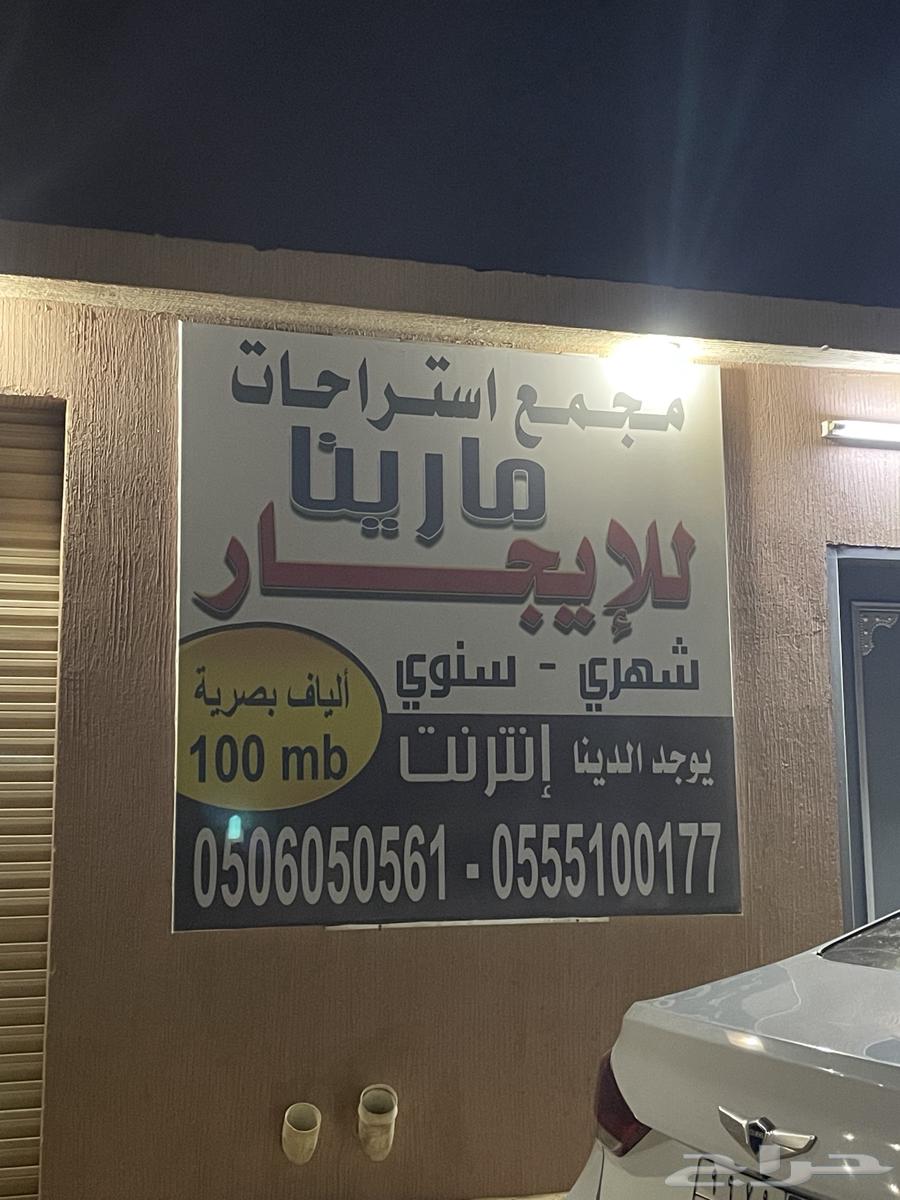 مجمع استراحات
مارينا
للإيجار
شهري - سنوي
يوجد الدينا إنترنت
ألياف بصرية
100 mb
0506050561 - 0555100177
حراج